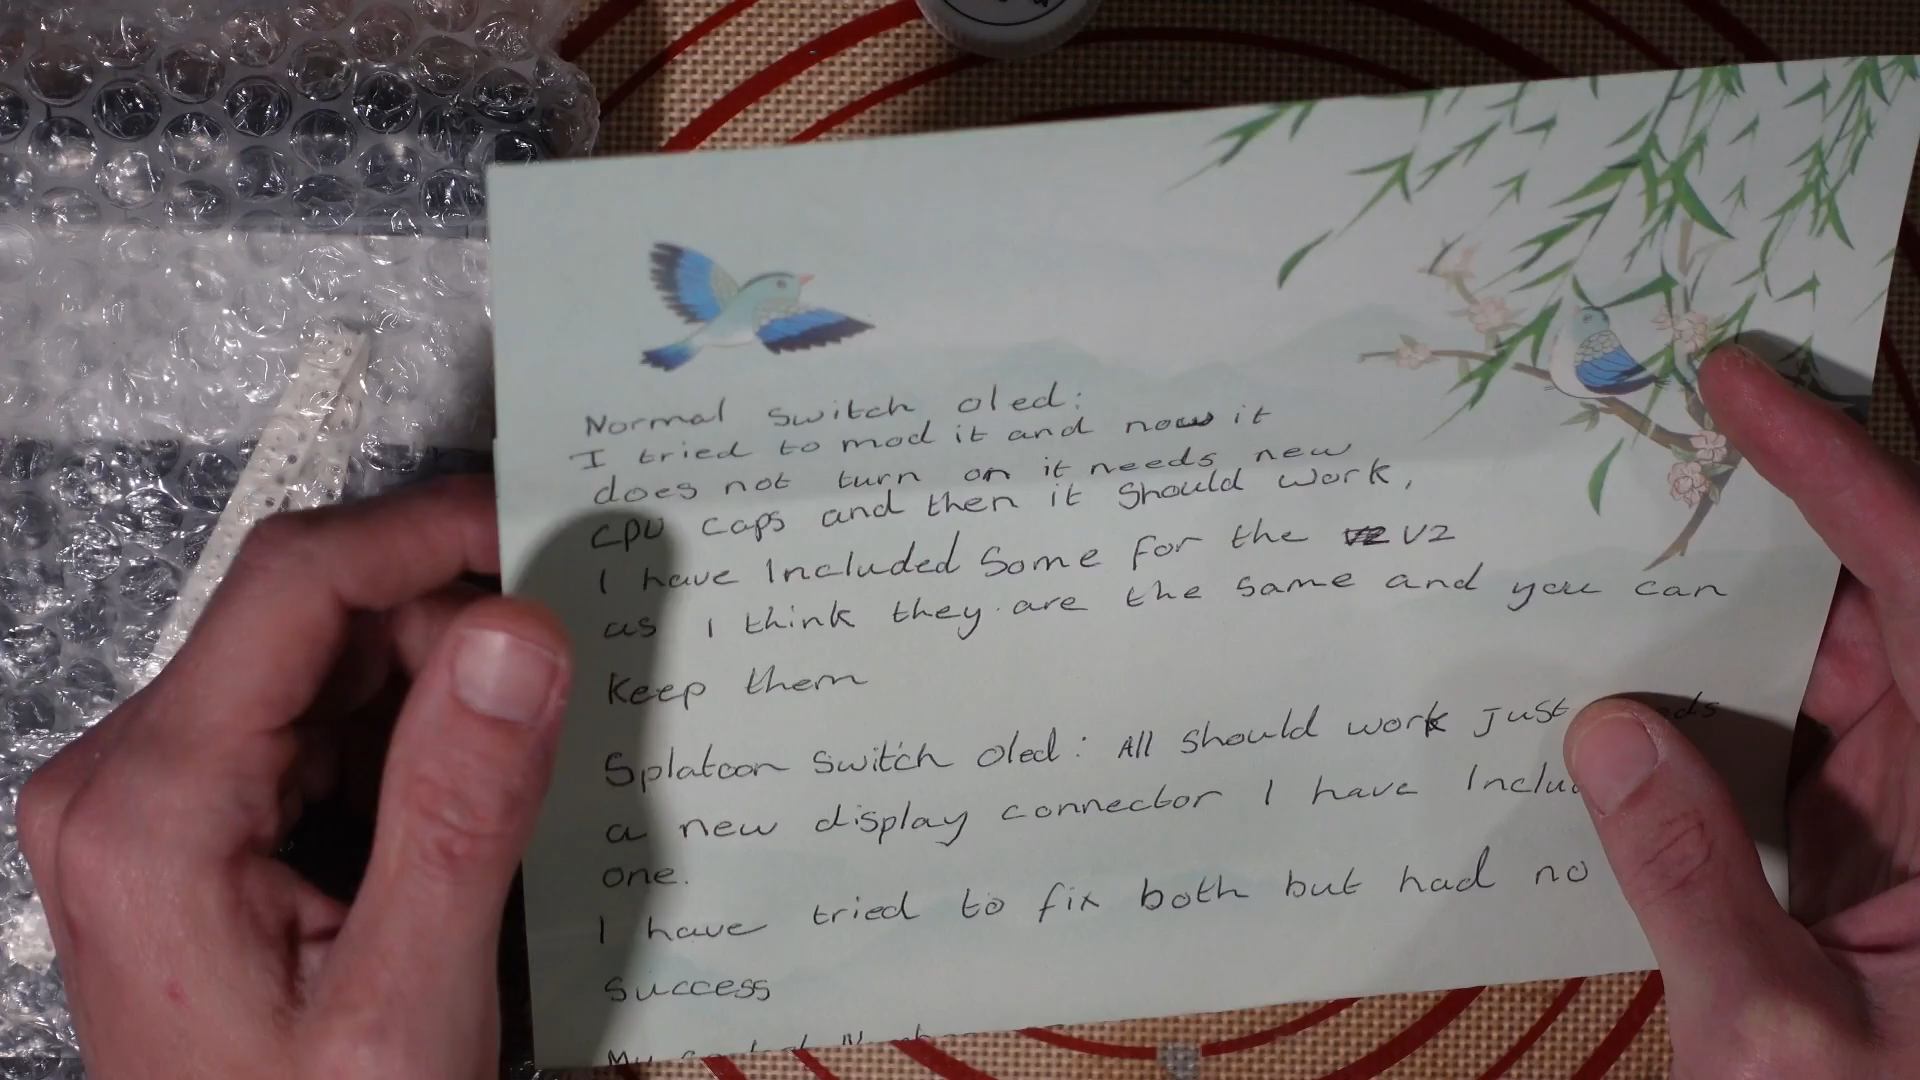 Normal switch oled:
I tried to mod it and now it
does not turn on it needs new
CPU caps and then it should work,
I have Included some for the V2
as I think they are the same and you can
keep them
Splatoon switch oled: All should work just
a new display connector I have
one.
I have tried to fix both but had no
success
My